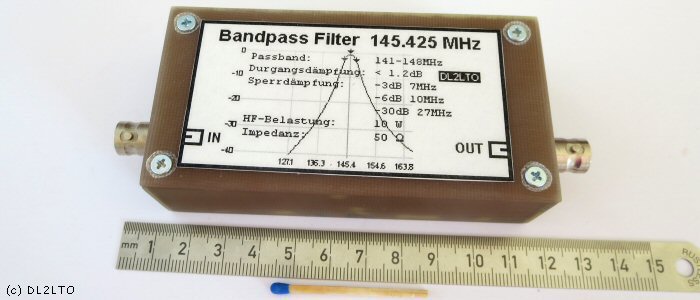 Bandpass Filter 145.425 MHz
Passband: 141-148MHz
Durgangsdämpfung: < 1.2dB DL2LTO
Sperrdämpfung: -3dB 7MHz
-6dB 10MHz
-30dB 27MHz
HF-Belastung: 10 W
Impedanz: 50 Ω
0
-10
-20
-30
-40
IN
OUT
127.1 136.3 145.4 154.6 163.8
mm 1 2 3 4 5 6 7 8 9 10 11 12 13 14 15
(c) DL2LTO